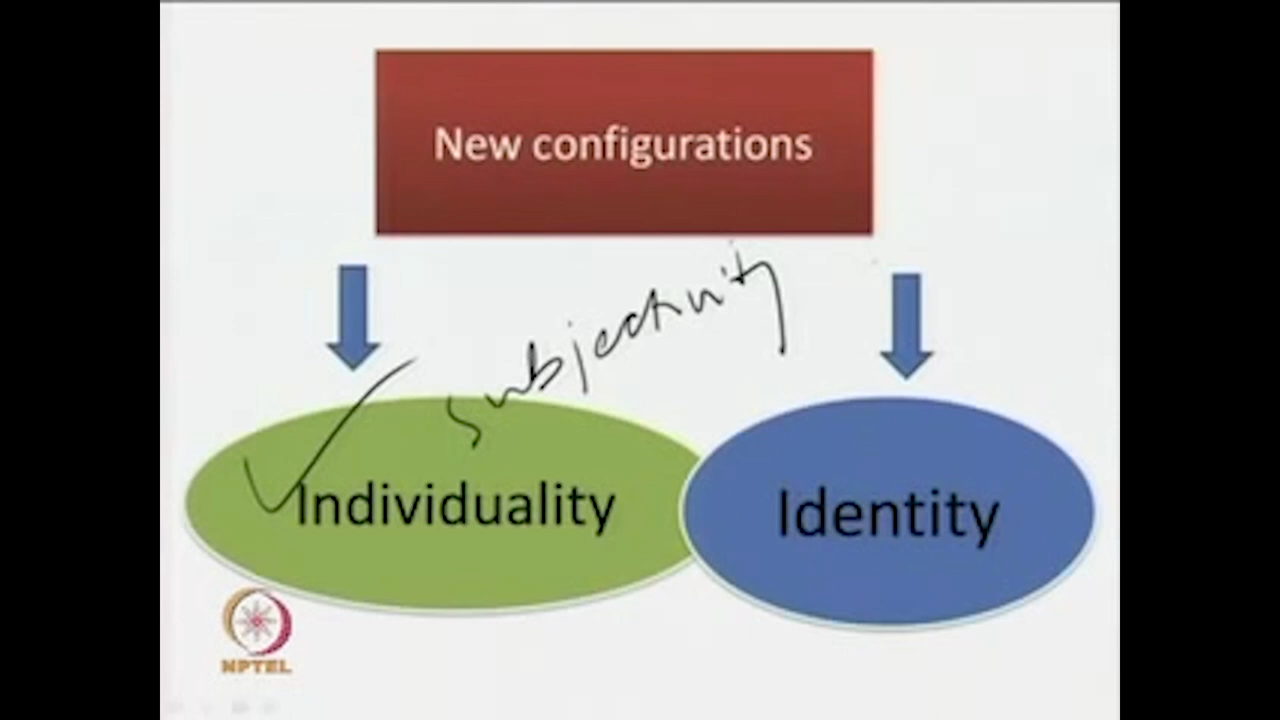 New configurations
subjectivity
Individuality
Identity
NPTEL